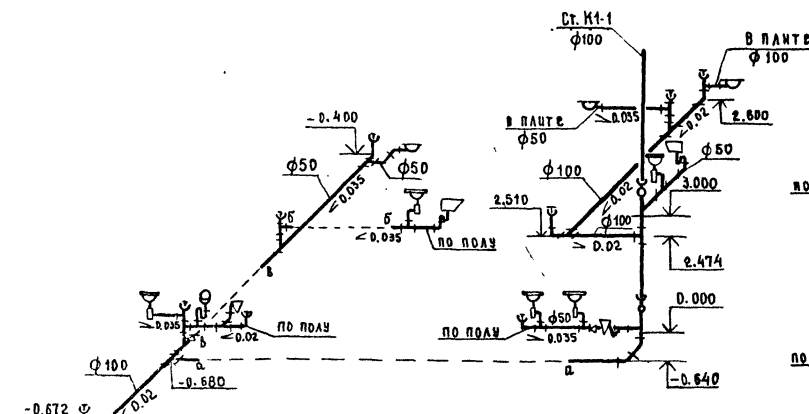 Ст. К1-1
ф100
В ПЛИТЕ
ф 100
-0.400
0.035
В ПЛИТЕ
ф50
0.02
2.600
ф50
ф50
0.035
ф100
0.02
ф50
3.000
2.510
ф100
0.02
б
б
0.035
ПО ПОЛУ
2.474
в
0.000
ф50
0.035
ПО ПОЛУ
0.035
0.02
ПО ПОЛУ
в
а
а
ф100
-0.680
-0.640
0.02
-0.672